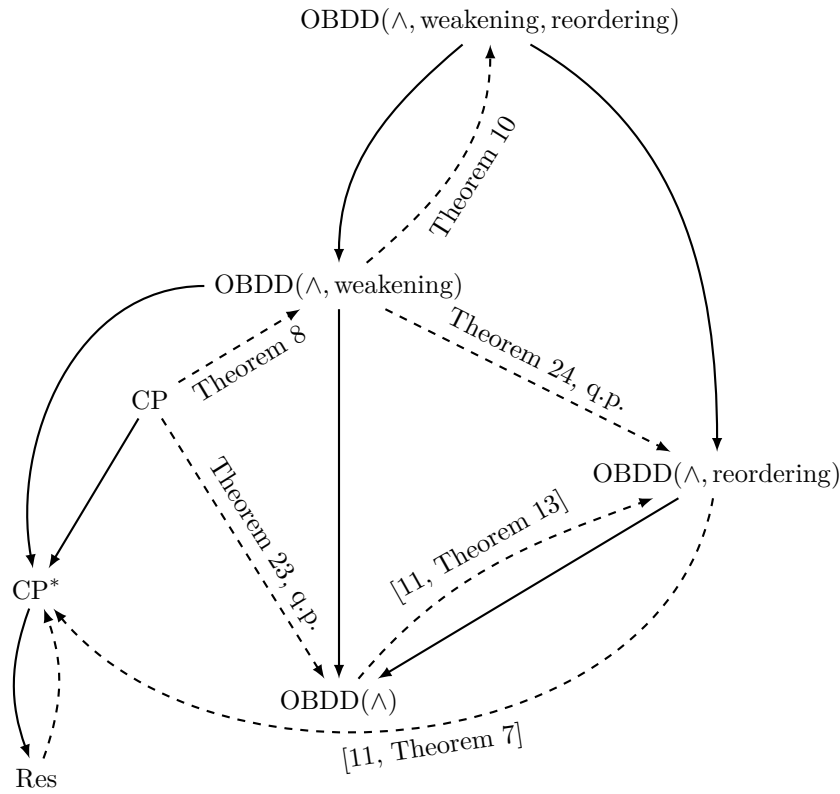 OBDD(∧, weakening, reordering)
Theorem 10
OBDD(∧, weakening)
Theorem 8
Theorem 24, q.p.
CP
OBDD(∧, reordering)
Theorem 23, q.p.
[11, Theorem 13]
CP*
OBDD(∧)
[11, Theorem 7]
Res